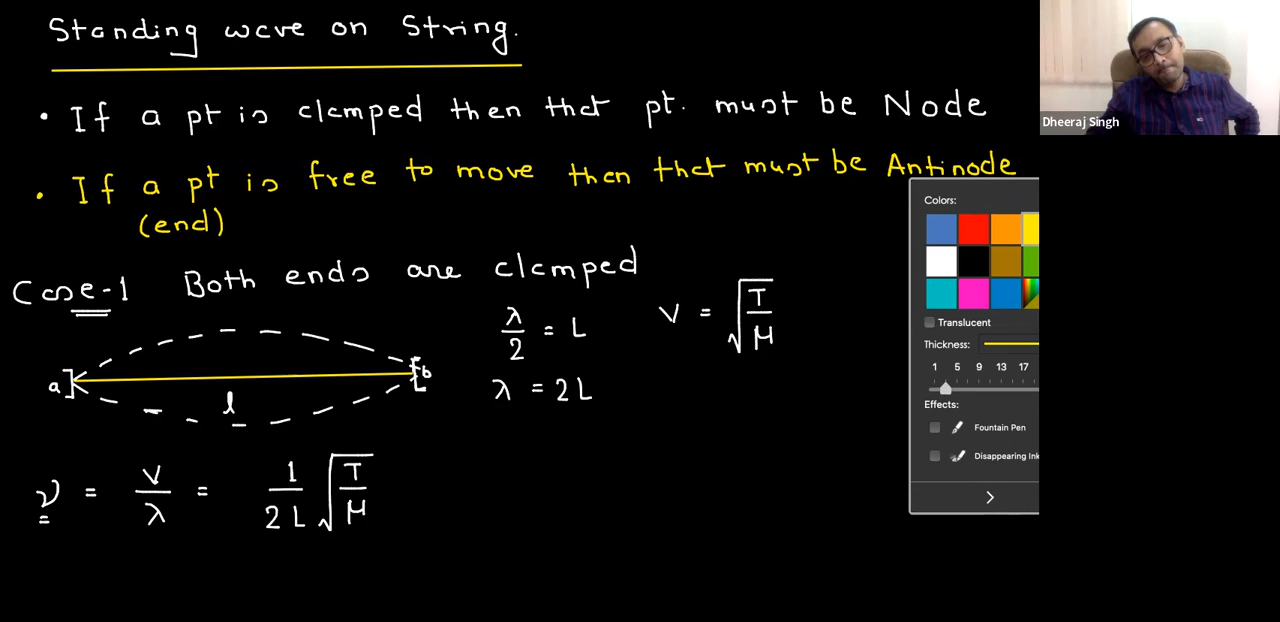 Standing wave on String.
• If a pt is clamped then that pt. must be Node
• If a pt is free to move then that must be Antinode
(end)
Case-1 Both ends are clamped
λ/2 = L
v = √(T/μ)
a
b
l
λ = 2L
ν = v/λ = 1/2L √(T/μ)
Dheeraj Singh
Colors:
Translucent
Thickness:
1 5 9 13 17
Effects:
Fountain Pen
Disappearing Ink